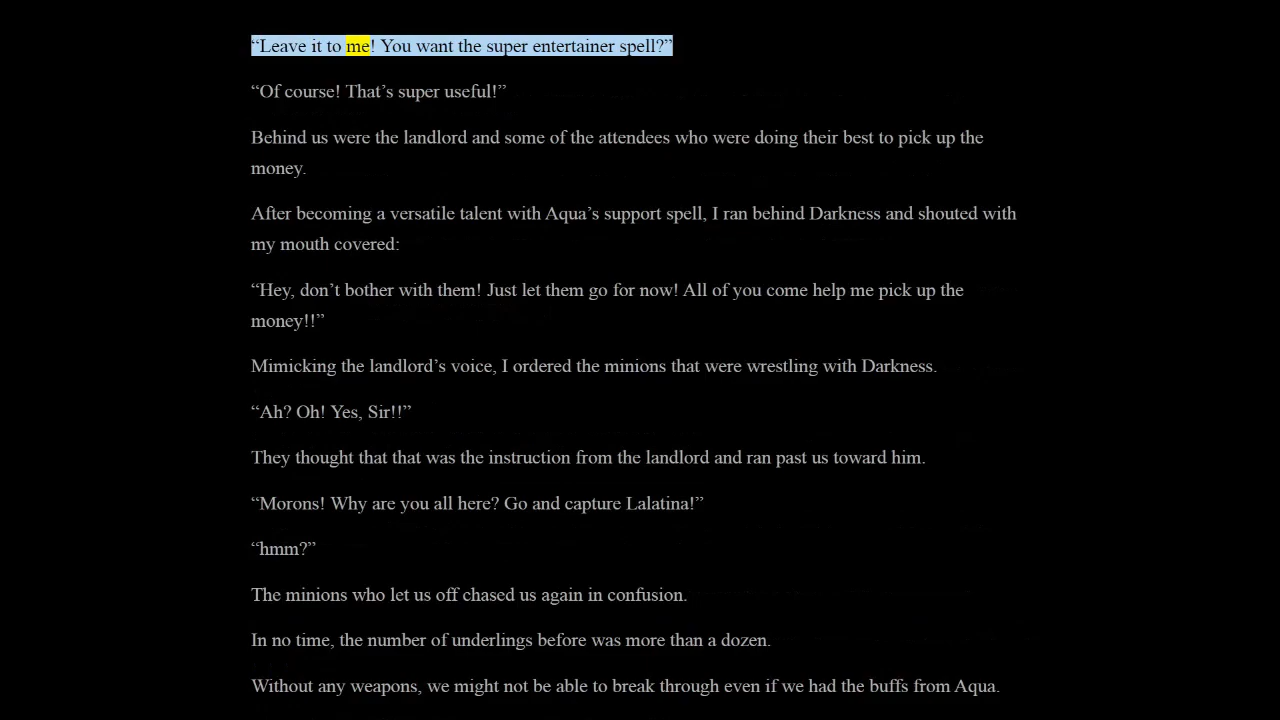 “Leave it to me! You want the super entertainer spell?”
“Of course! That’s super useful!”
Behind us were the landlord and some of the attendees who were doing their best to pick up the
money.
After becoming a versatile talent with Aqua’s support spell, I ran behind Darkness and shouted with
my mouth covered:
“Hey, don’t bother with them! Just let them go for now! All of you come help me pick up the
money!!”
Mimicking the landlord’s voice, I ordered the minions that were wrestling with Darkness.
“Ah? Oh! Yes, Sir!!”
They thought that that was the instruction from the landlord and ran past us toward him.
“Morons! Why are you all here? Go and capture Lalatina!”
“hmm?”
The minions who let us off chased us again in confusion.
In no time, the number of underlings before was more than a dozen.
Without any weapons, we might not be able to break through even if we had the buffs from Aqua.